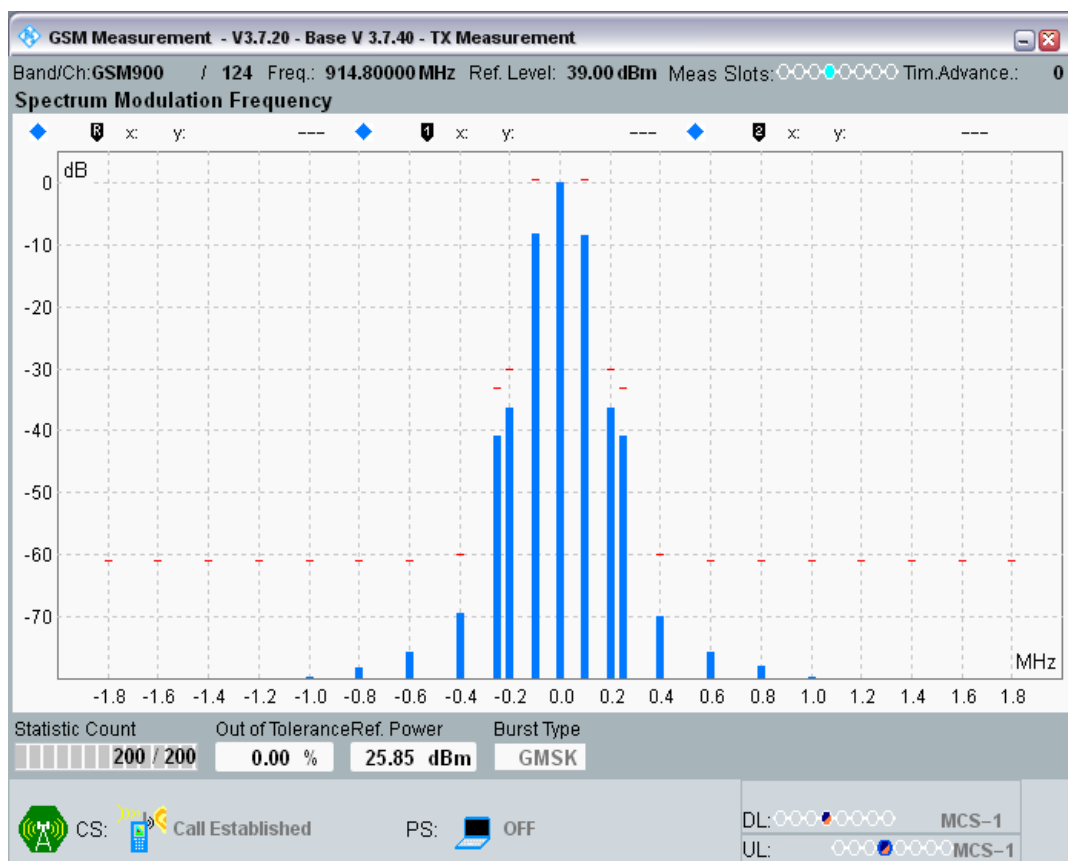 GSM Measurement - V3.7.20 - Base V 3.7.40 - TX Measurement
Band/Ch:GSM900 / 124 Freq.: 914.80000 MHz Ref. Level: 39.00 dBm Meas Slots: Tim.Advance.: 0
Spectrum Modulation Frequency
R x: y: --- 1 x: y: --- 2 x: y: ---
dB
0
-10
-20
-30
-40
-50
-60
-70
MHz
-1.8 -1.6 -1.4 -1.2 -1.0 -0.8 -0.6 -0.4 -0.2 0.0 0.2 0.4 0.6 0.8 1.0 1.2 1.4 1.6 1.8
Statistic Count Out of Tolerance Ref. Power Burst Type
200 / 200 0.00 % 25.85 dBm GMSK
CS: Call Established PS: OFF
DL: MCS-1
UL: MCS-1